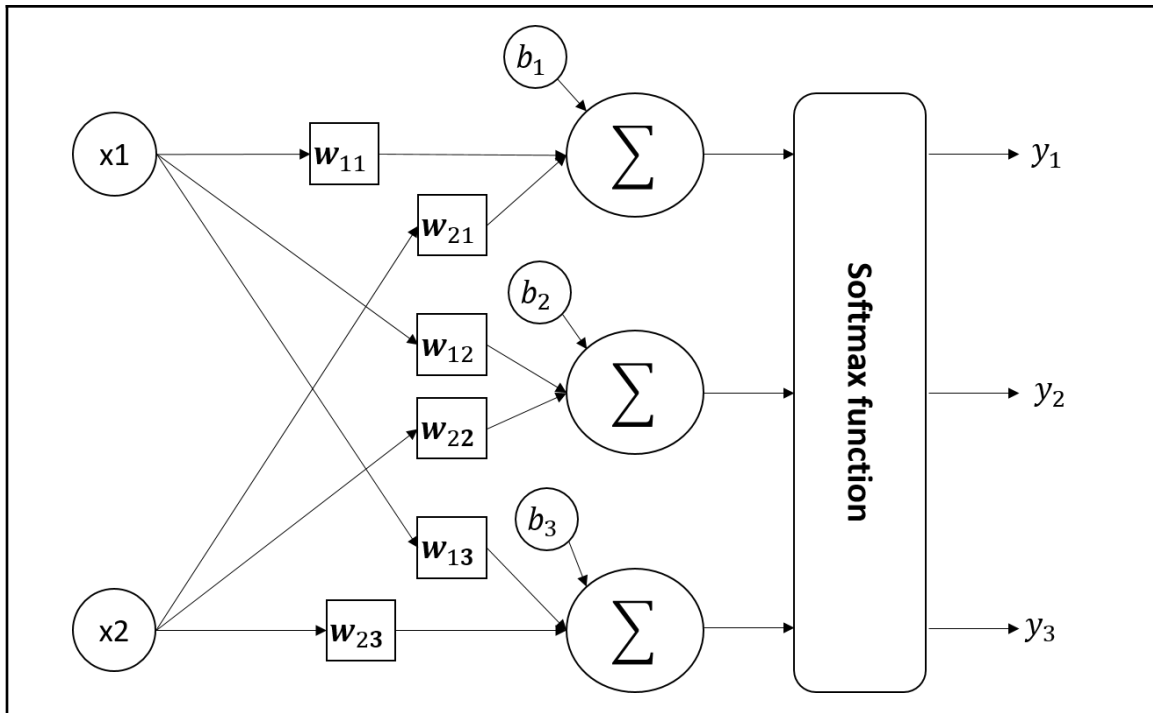 b₁
x1
w₁₁
∑
y₁
w₂₁
b₂
w₁₂
∑
y₂
w₂₂
Softmax function
b₃
w₁₃
x2
w₂₃
∑
y₃